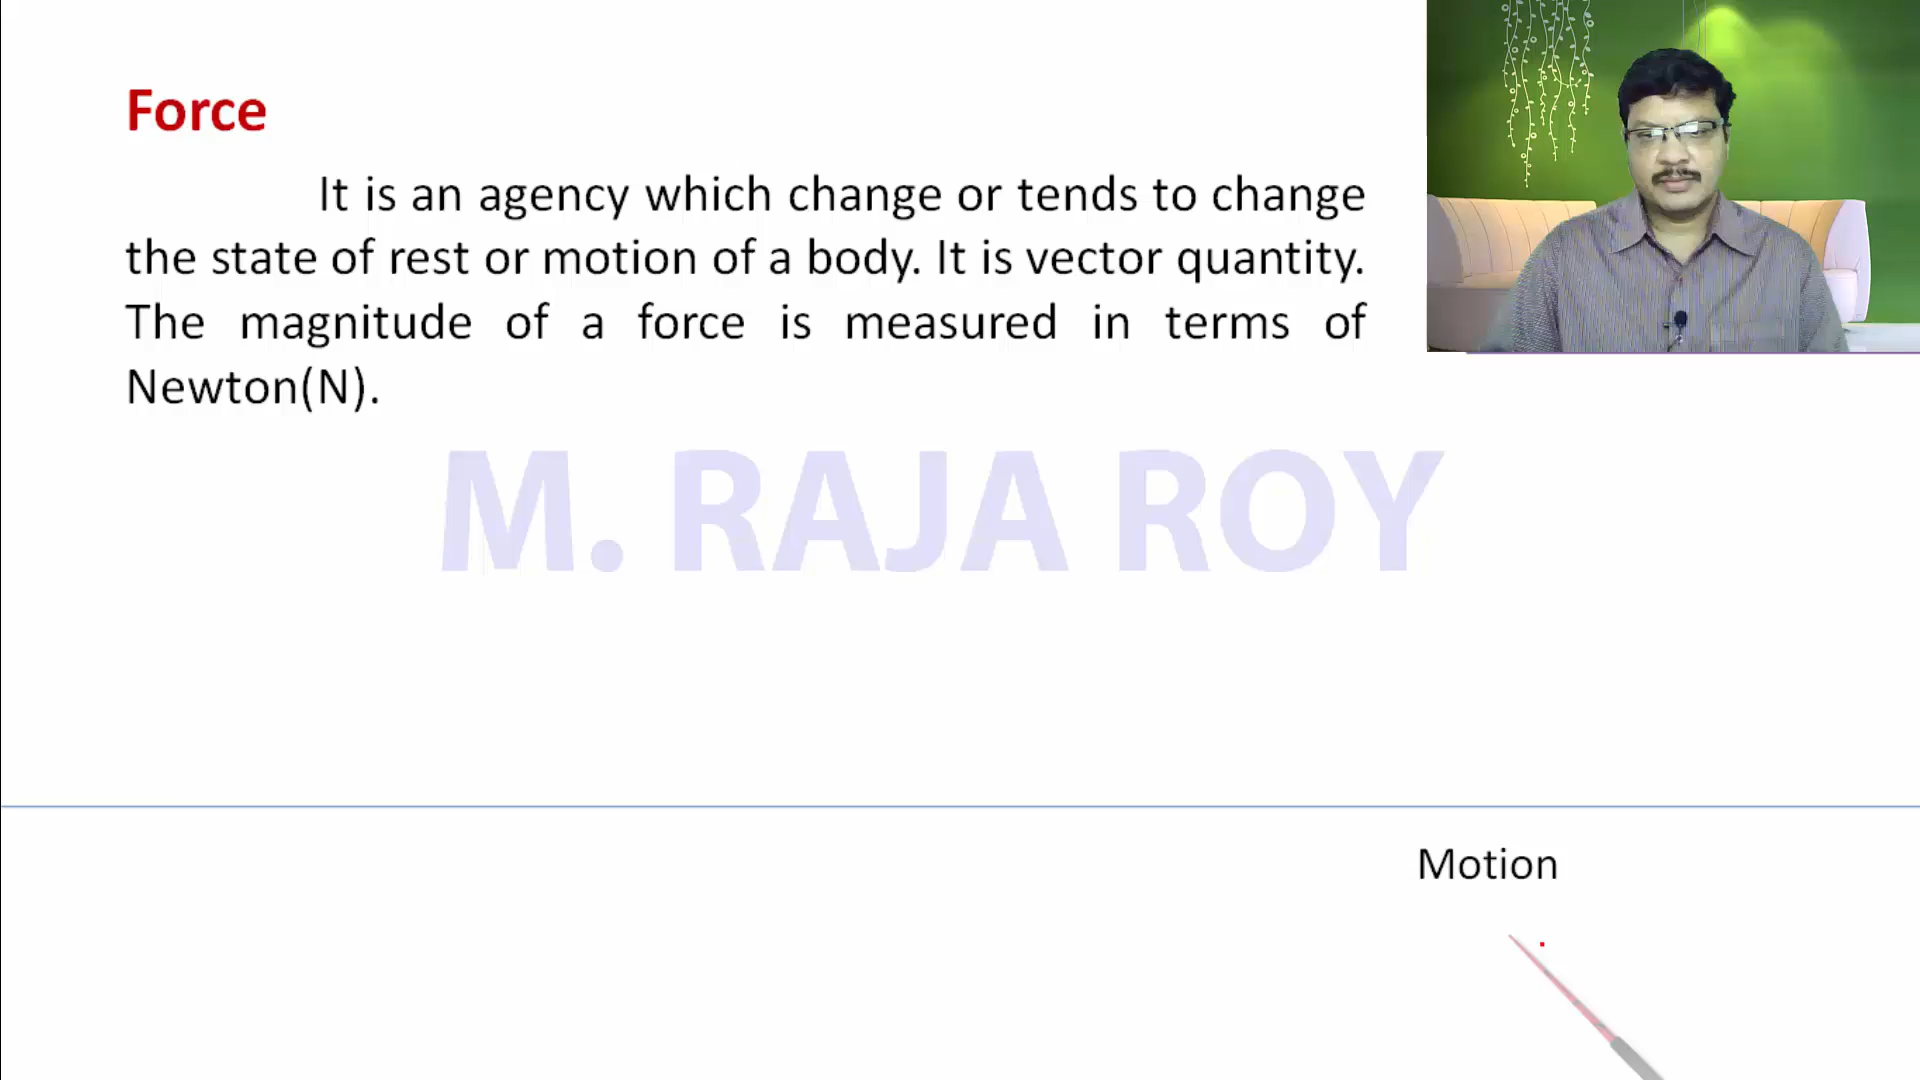 Force
It is an agency which change or tends to change
the state of rest or motion of a body. It is vector quantity.
The magnitude of a force is measured in terms of
Newton(N).
M. RAJA ROY
Motion